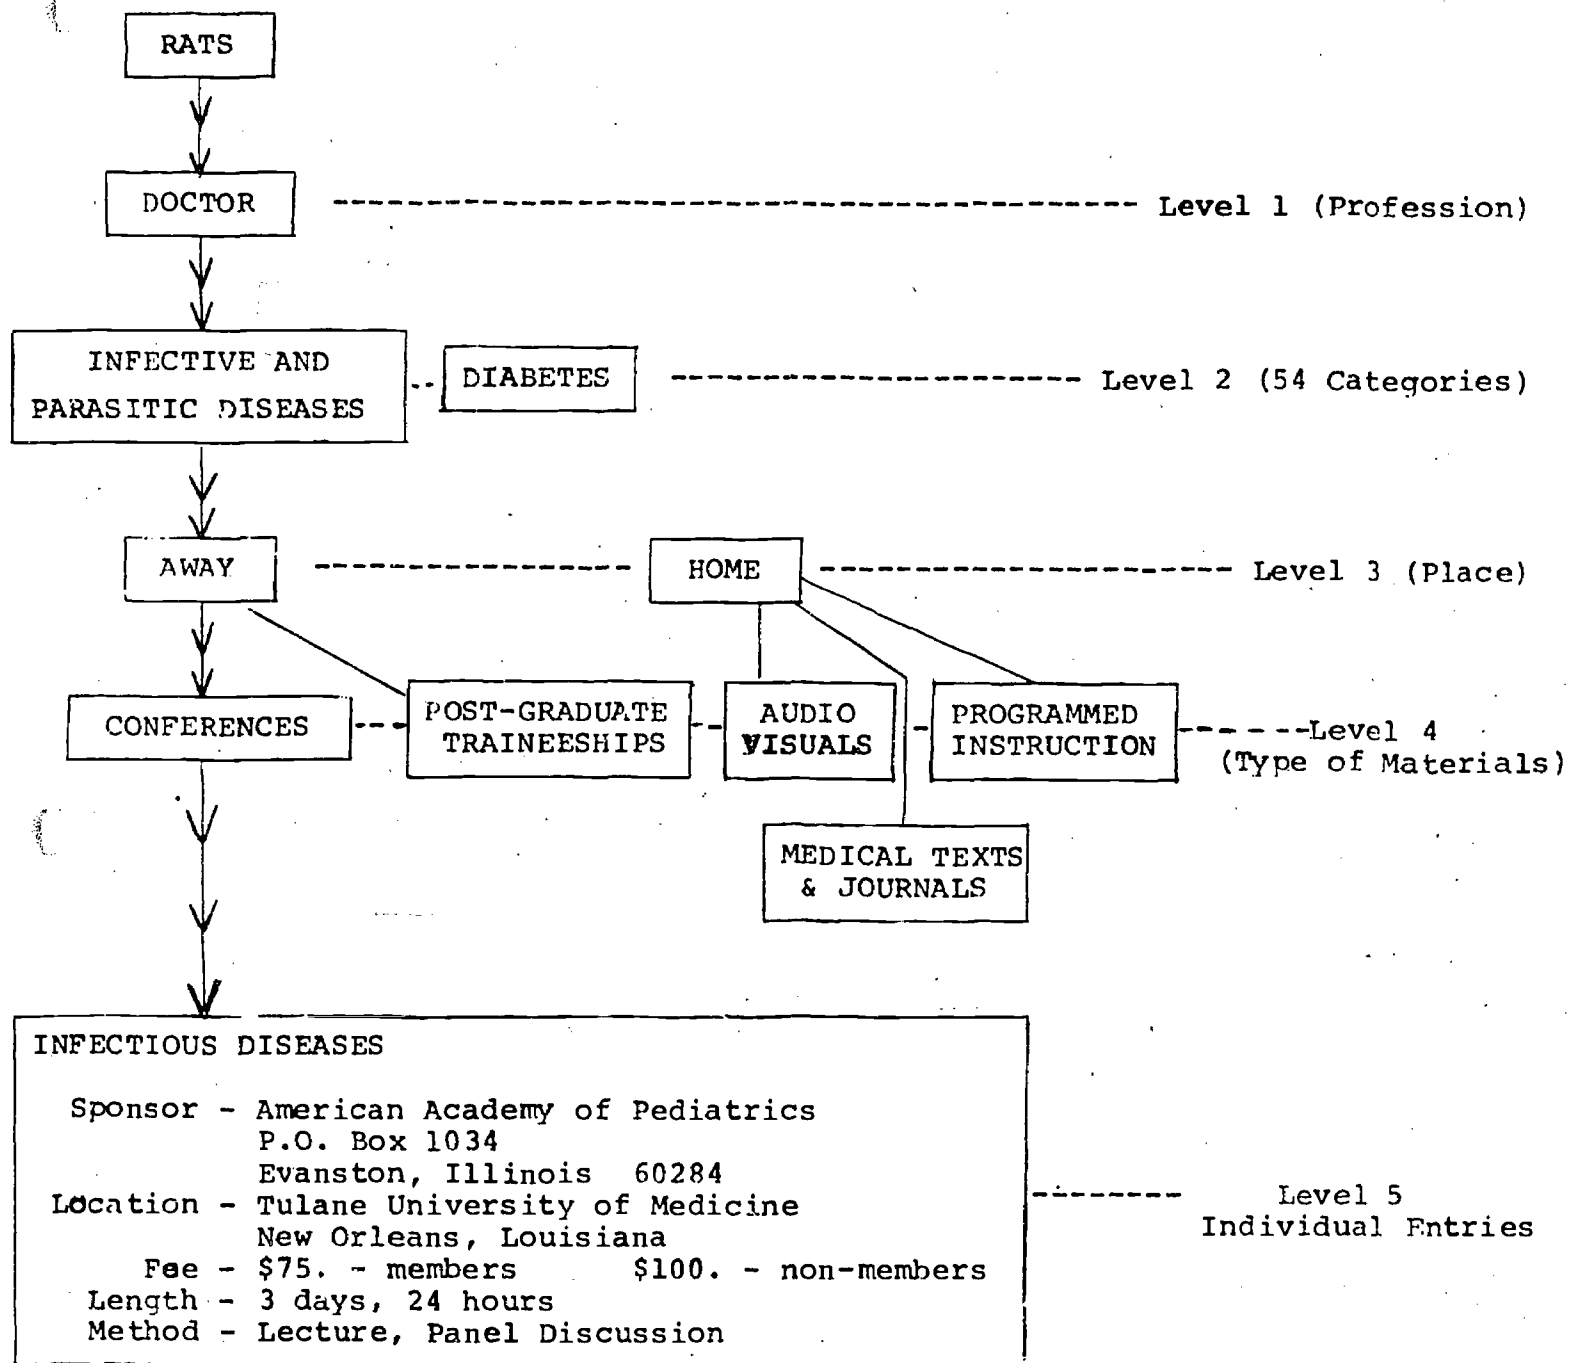 RATS
DOCTOR
Level 1 (Profession)
INFECTIVE AND
PARASITIC DISEASES
DIABETES
Level 2 (54 Categories)
AWAY
HOME
Level 3 (Place)
CONFERENCES
POST-GRADUATE
TRAINEESHIPS
AUDIO
VISUALS
PROGRAMMED
INSTRUCTION
Level 4
(Type of Materials)
MEDICAL TEXTS
& JOURNALS
INFECTIOUS DISEASES
Sponsor - American Academy of Pediatrics
P.O. Box 1034
Evanston, Illinois 60284
Location - Tulane University of Medicine
New Orleans, Louisiana
Fee - $75. - members $100. - non-members
Length - 3 days, 24 hours
Method - Lecture, Panel Discussion
Level 5
Individual Entries